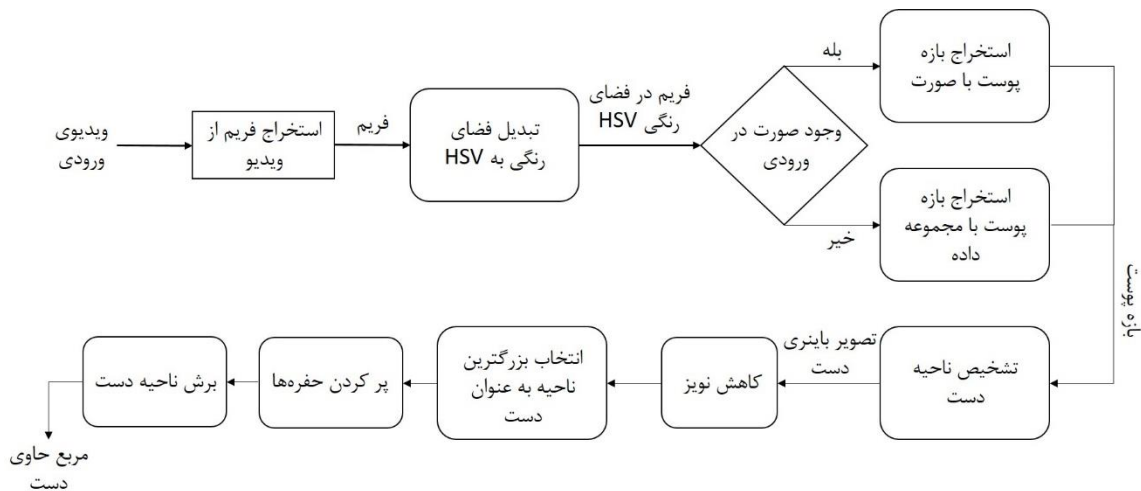 ویدیوی
ورودی
استخراج فریم از
ویدیو
فریم
تبدیل فضای
رنگی به HSV
فریم در فضای
رنگی HSV
وجود صورت در
ورودی
بله
استخراج بازه
پوست با صورت
خیر
استخراج بازه
پوست با مجموعه
داده
بازه پوست
تشخیص ناحیه
دست
تصویر باینری
دست
کاهش نویز
انتخاب بزرگترین
ناحیه به عنوان
دست
پر کردن حفره‌ها
برش ناحیه دست
مربع حاوی
دست